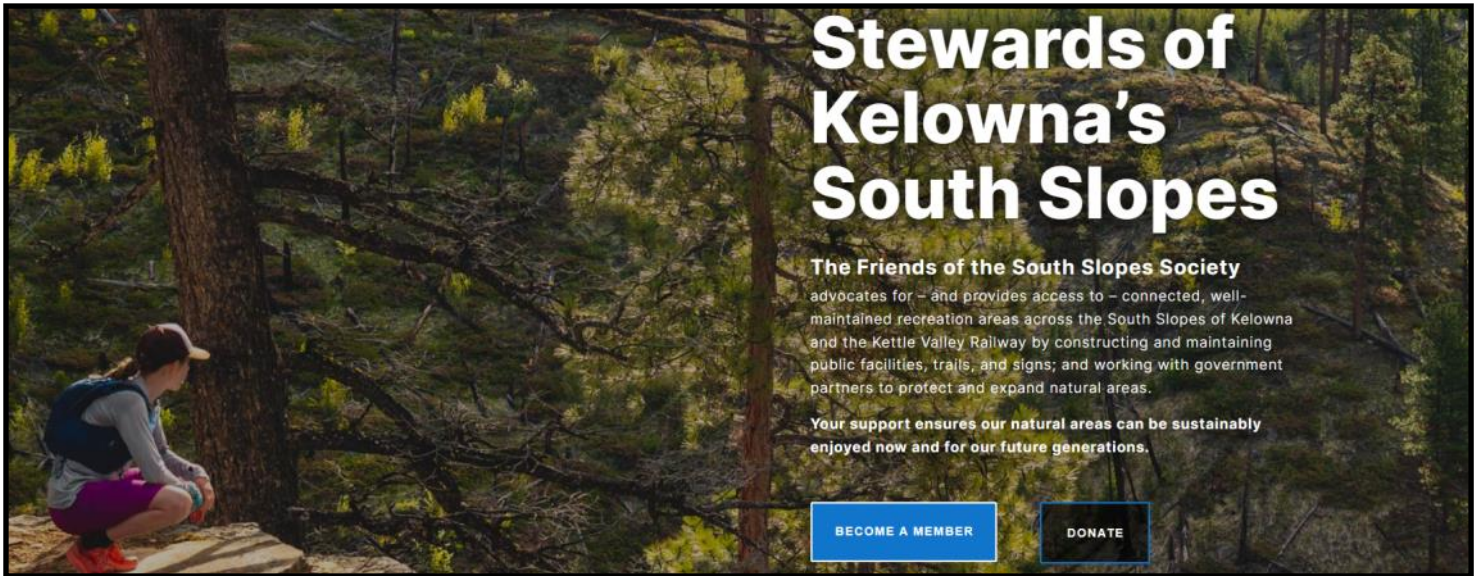 Stewards of
Kelowna’s
South Slopes
The Friends of the South Slopes Society
advocates for – and provides access to – connected, well-
maintained recreation areas across the South Slopes of Kelowna
and the Kettle Valley Railway by constructing and maintaining
public facilities, trails, and signs; and working with government
partners to protect and expand natural areas.
Your support ensures our natural areas can be sustainably
enjoyed now and for our future generations.
BECOME A MEMBER
DONATE